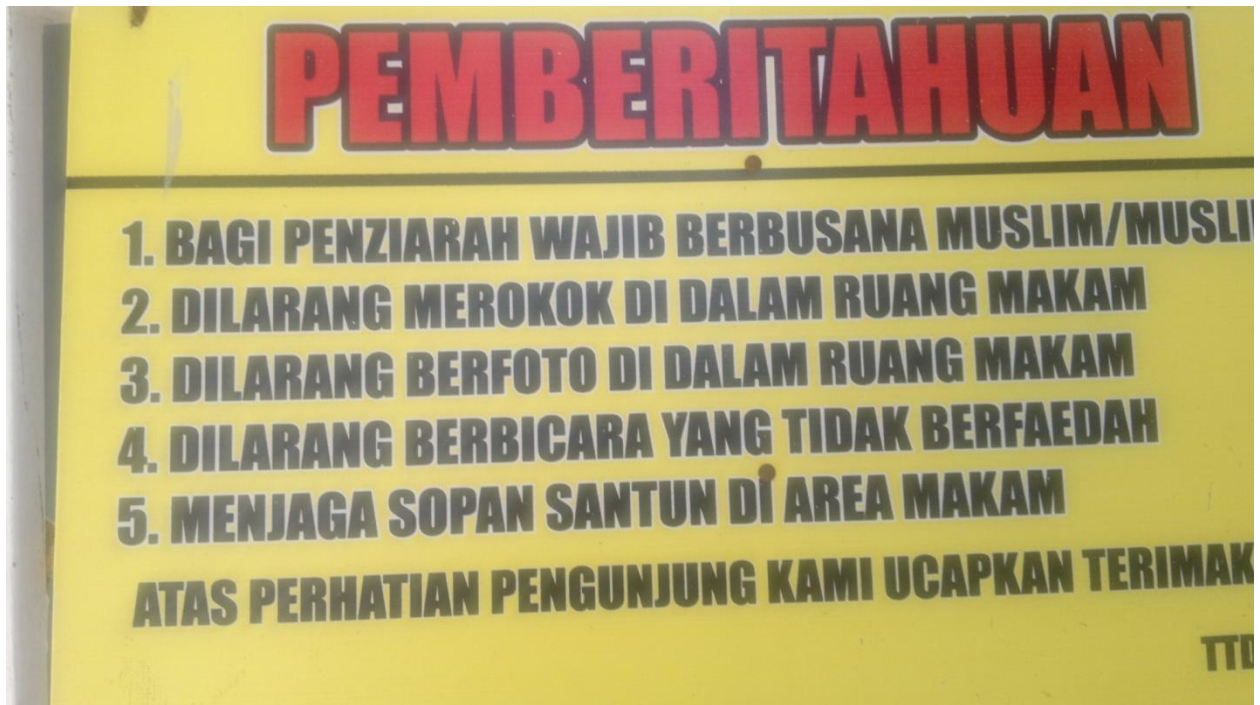 PEMBERITAHUAN
1. BAGI PENZIARAH WAJIB BERBUSANA MUSLIM/MUSLI
2. DILARANG MEROKOK DI DALAM RUANG MAKAM
3. DILARANG BERFOTO DI DALAM RUANG MAKAM
4. DILARANG BERBICARA YANG TIDAK BERFAEDAH
5. MENJAGA SOPAN SANTUN DI AREA MAKAM
ATAS PERHATIAN PENGUNJUNG KAMI UCAPKAN TERIMAK
TTD